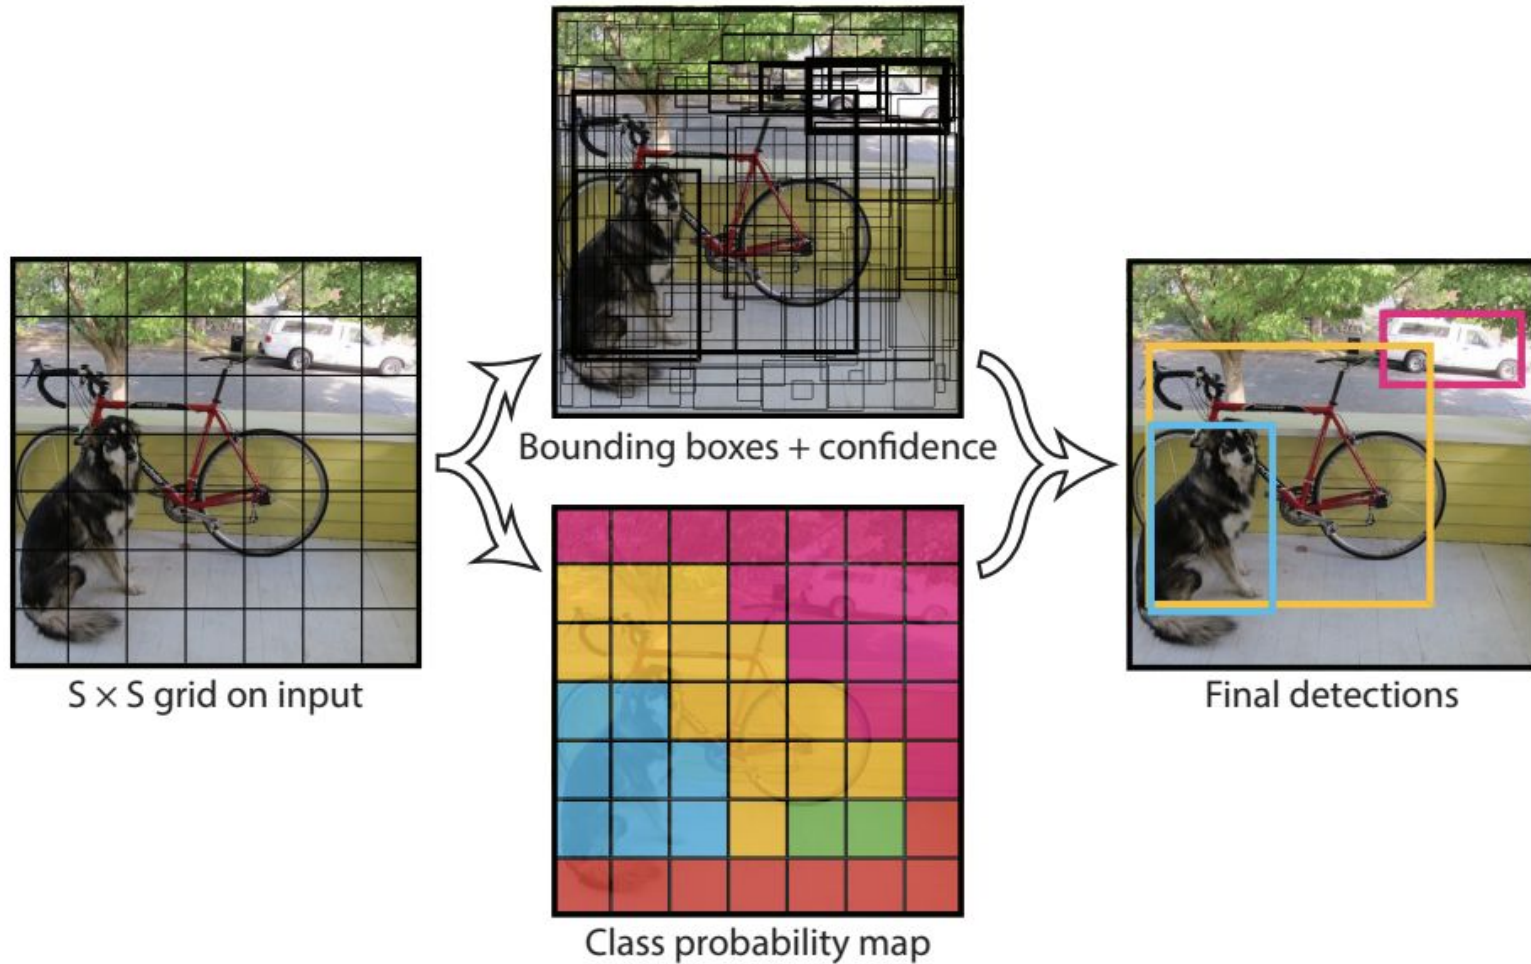 S × S grid on input
Bounding boxes + confidence
Class probability map
Final detections